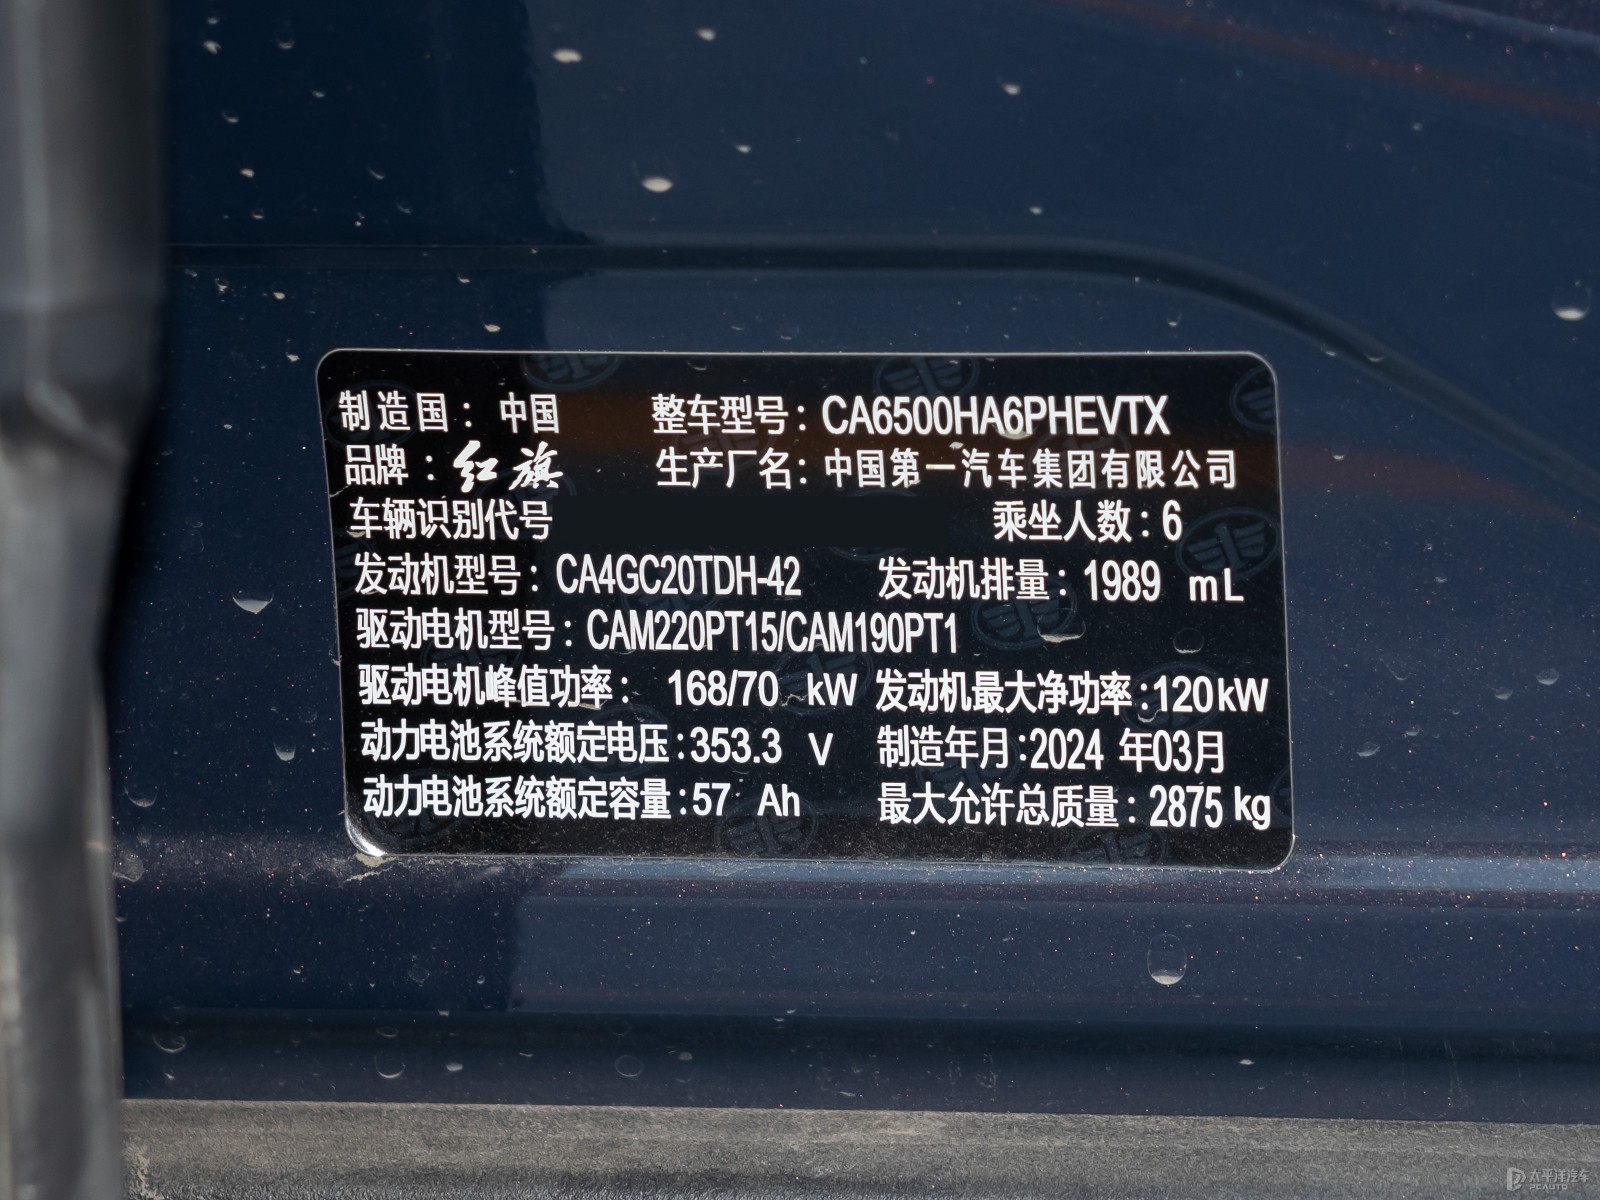 制造国：中国 整车型号：CA6500HA6PHEVTX
品牌：红旗 生产厂名：中国第一汽车集团有限公司
车辆识别代号 乘坐人数：6
发动机型号：CA4GC20TDH-42 发动机排量：1989 mL
驱动电机型号：CAM220PT15/CAM190PT1
驱动电机峰值功率：168/70 kW 发动机最大净功率：120kW
动力电池系统额定电压：353.3 V 制造年月：2024 年03月
动力电池系统额定容量：57 Ah 最大允许总质量：2875 kg
太平洋汽车
PCAUTO